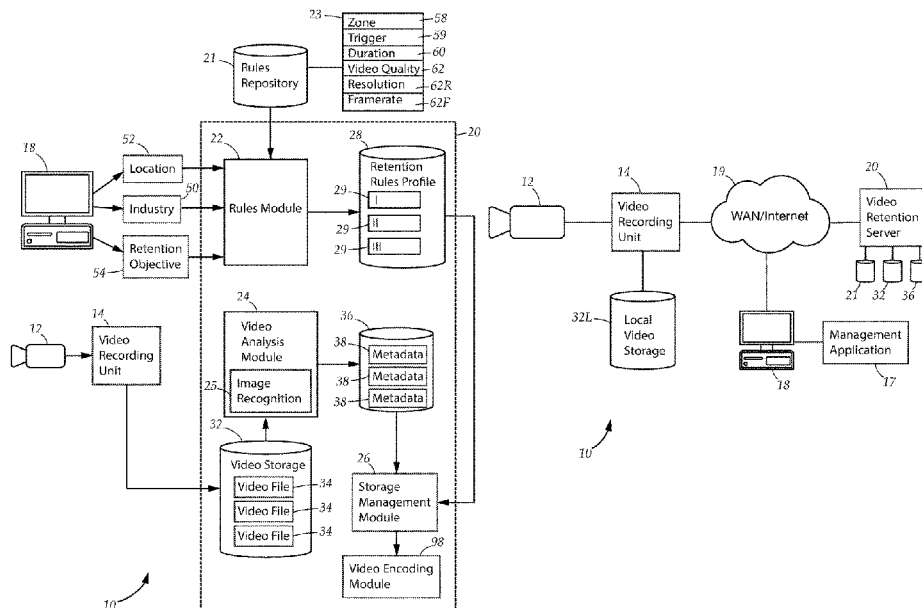 23
Zone 58
Trigger 59
Duration 60
Video Quality 62
Resolution 62R
Framerate 62F
21
Rules
Repository
20
18
52
Location
Industry 50
Retention
Objective
54
22
Rules Module
28
Retention
Rules Profile
29 I
29 II
29 III
12
14
Video
Recording
Unit
24
Video
Analysis
Module
25
Image
Recognition
36
38 Metadata
38 Metadata
38 Metadata
32
Video Storage
Video File 34
Video File 34
Video File 34
26
Storage
Management
Module
98
Video Encoding
Module
10
12
14
Video
Recording
Unit
32L
Local
Video
Storage
19
WAN/Internet
20
Video
Retention
Server
21 32 36
18
Management
Application
17
10